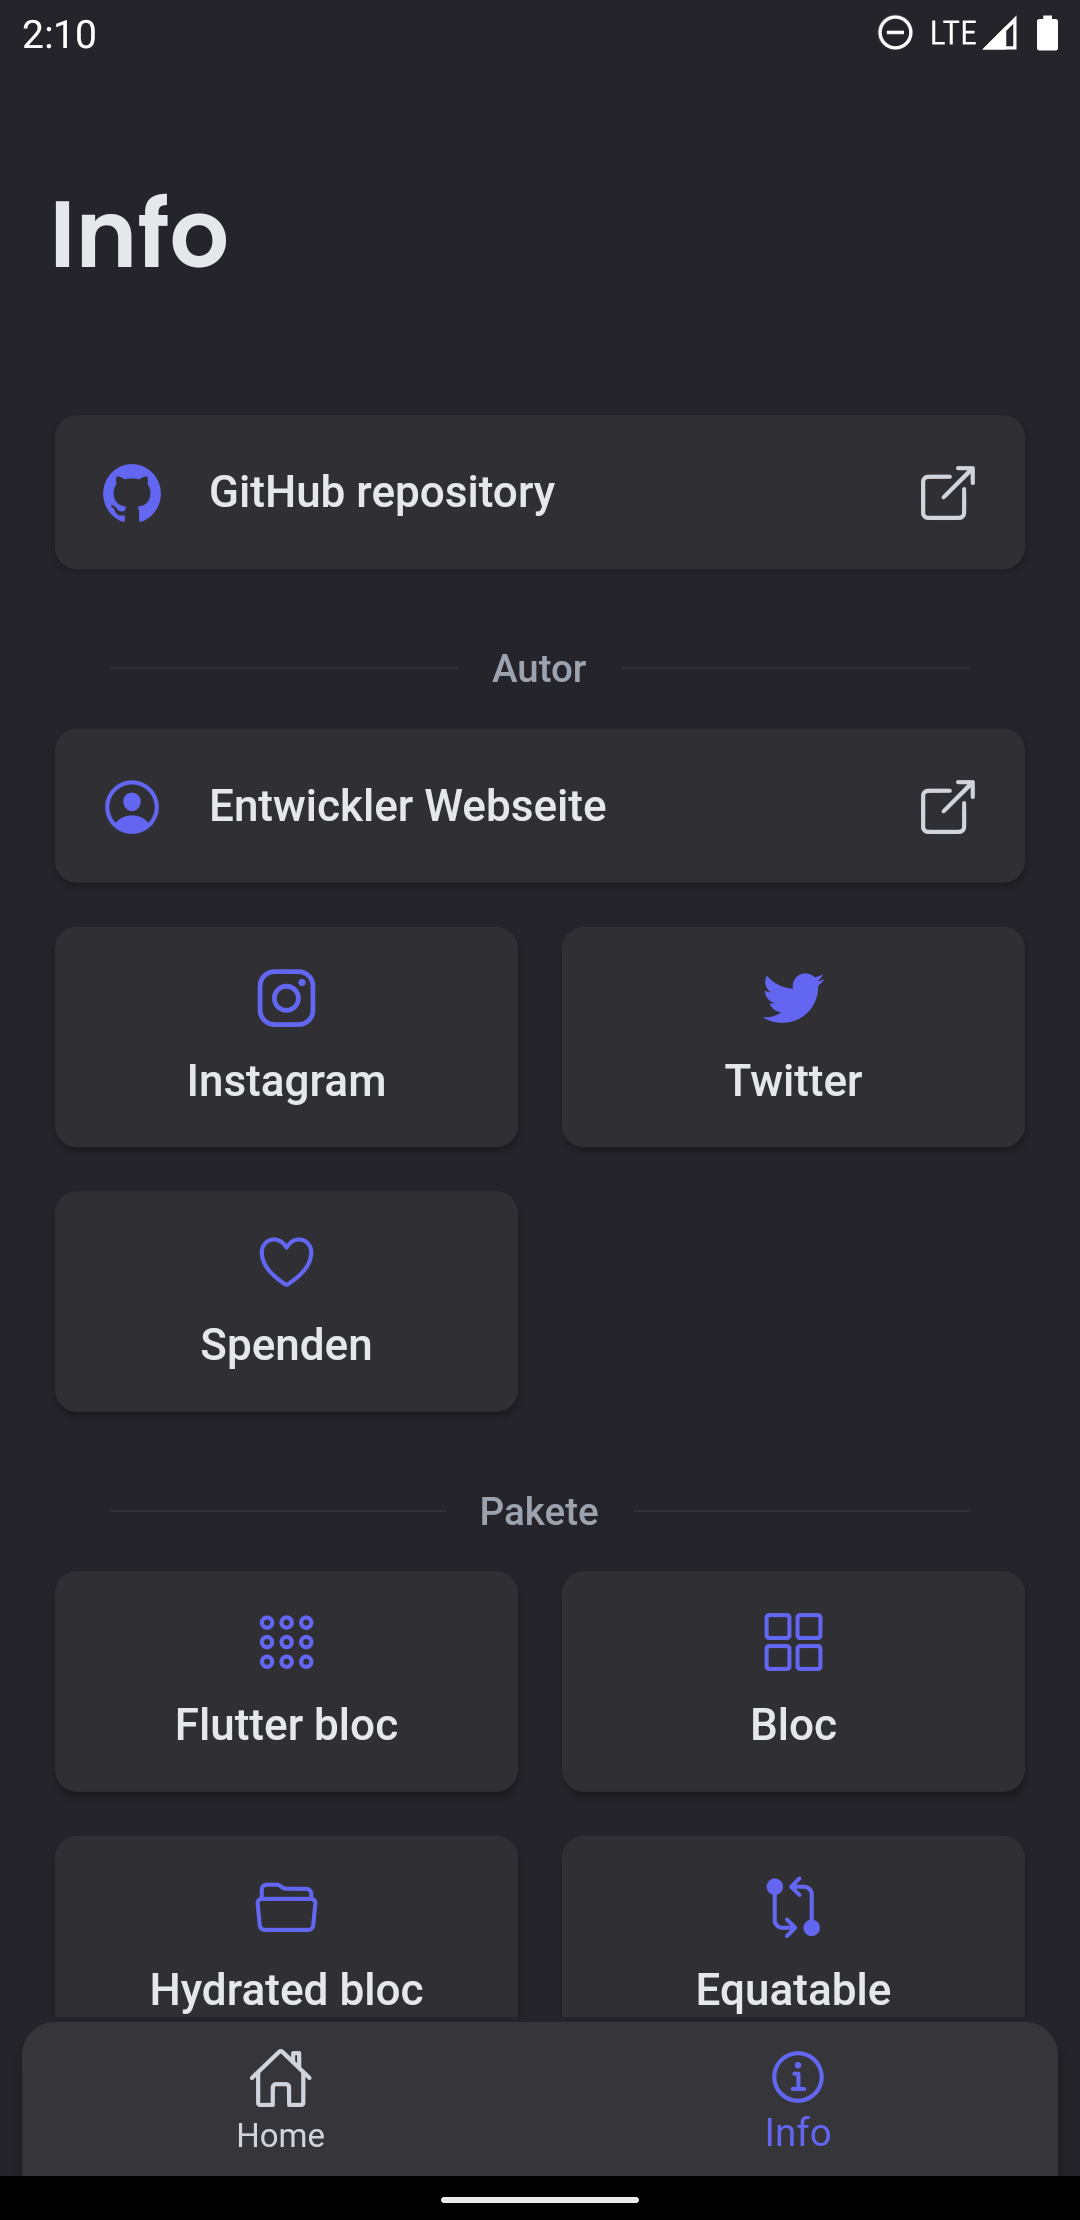 2:10
LTE
Info
GitHub repository
Autor
Entwickler Webseite
Instagram
Twitter
Spenden
Pakete
Flutter bloc
Bloc
Hydrated bloc
Equatable
Home
Info